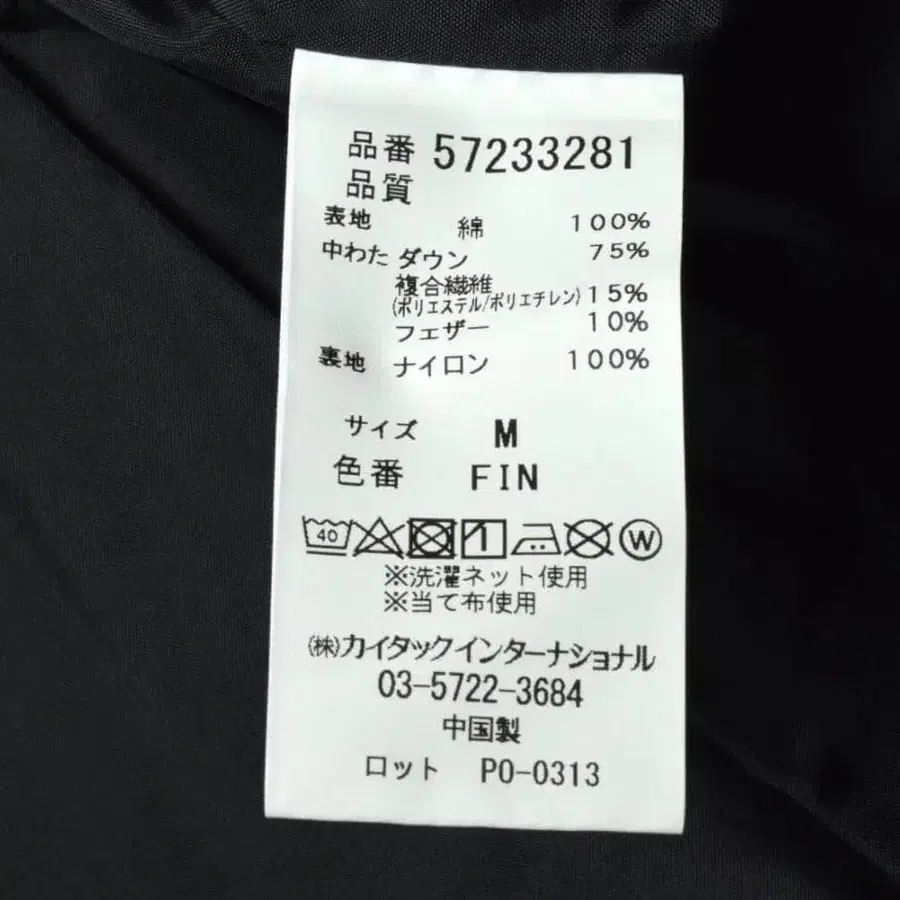 品番 57233281
品質
表地 綿 100%
中わた ダウン 75%
複合繊維
(ポリエステル/ポリエチレン) 15%
フェザー 10%
裏地 ナイロン 100%
サイズ M
色番 FIN
40 W
※洗濯ネット使用
※当て布使用
(株)カイタックインターナショナル
03-5722-3684
中国製
ロット PO-0313